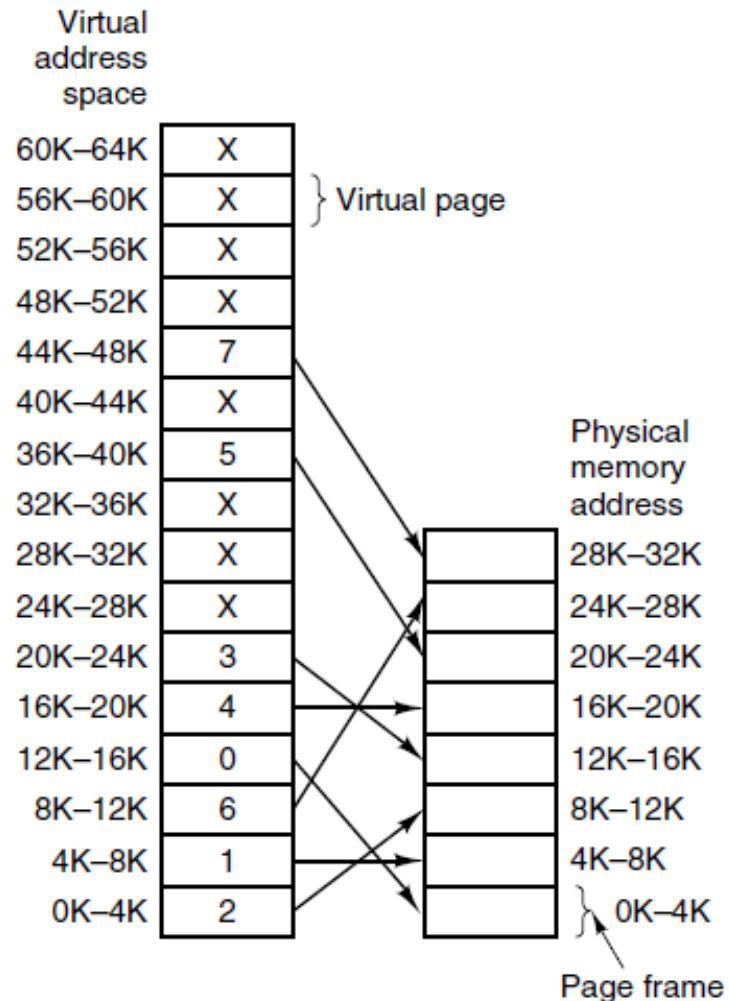 Virtual
address
space
60K–64K X
56K–60K X Virtual page
52K–56K X
48K–52K X
44K–48K 7
40K–44K X
36K–40K 5
32K–36K X
28K–32K X
24K–28K X
20K–24K 3
16K–20K 4
12K–16K 0
8K–12K 6
4K–8K 1
0K–4K 2
Physical
memory
address
28K–32K
24K–28K
20K–24K
16K–20K
12K–16K
8K–12K
4K–8K
0K–4K
Page frame